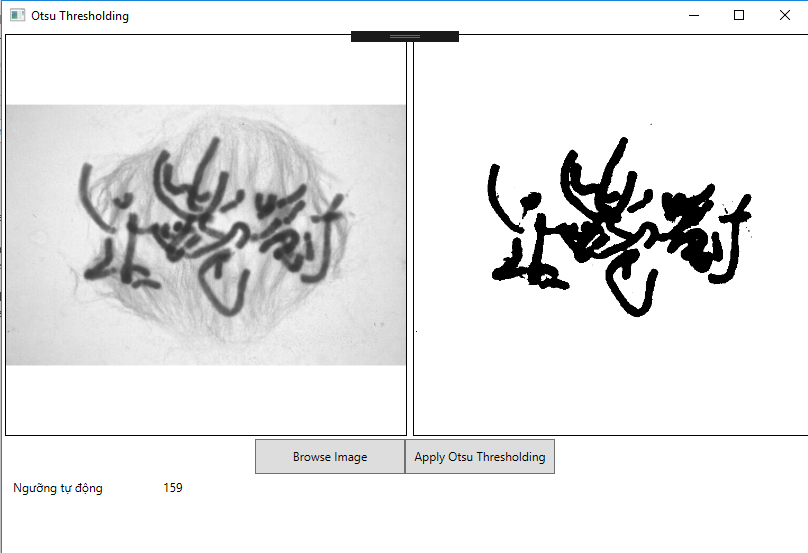 Otsu Thresholding
Browse Image
Apply Otsu Thresholding
Ngưỡng tự động
159